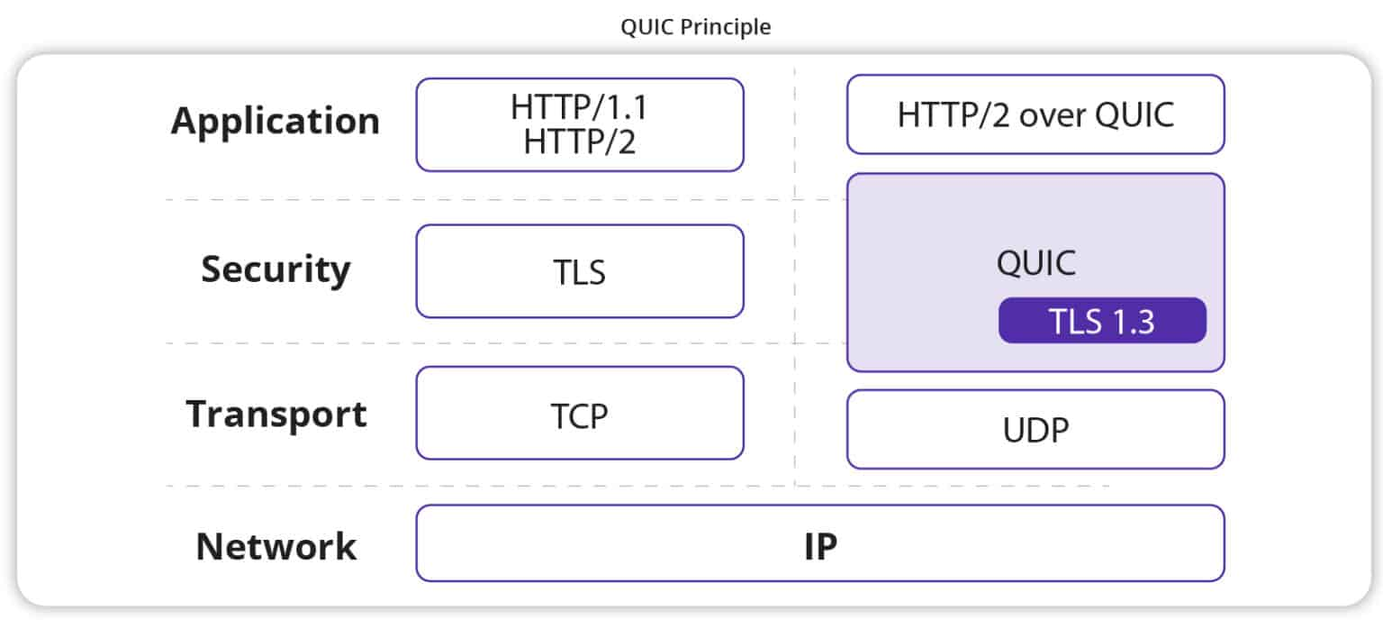 QUIC Principle
Application
HTTP/1.1
HTTP/2
HTTP/2 over QUIC
Security
TLS
QUIC
TLS 1.3
Transport
TCP
UDP
Network
IP